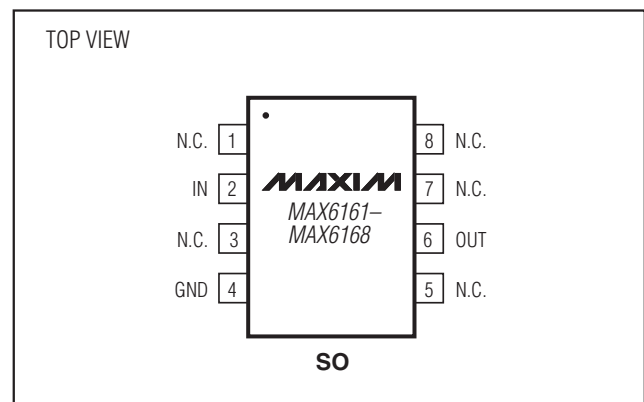 TOP VIEW
N.C. 1
8 N.C.
IN 2
MAXIM
7 N.C.
MAX6161–
MAX6168
N.C. 3
6 OUT
GND 4
5 N.C.
SO